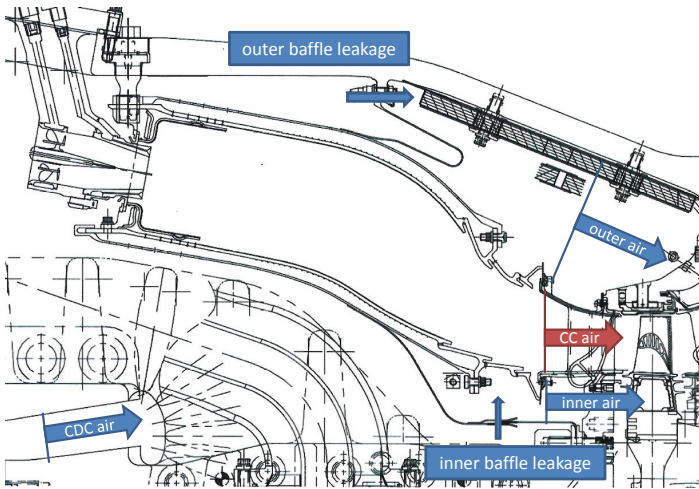 outer baffle leakage
outer air
CC air
inner air
CDC air
inner baffle leakage